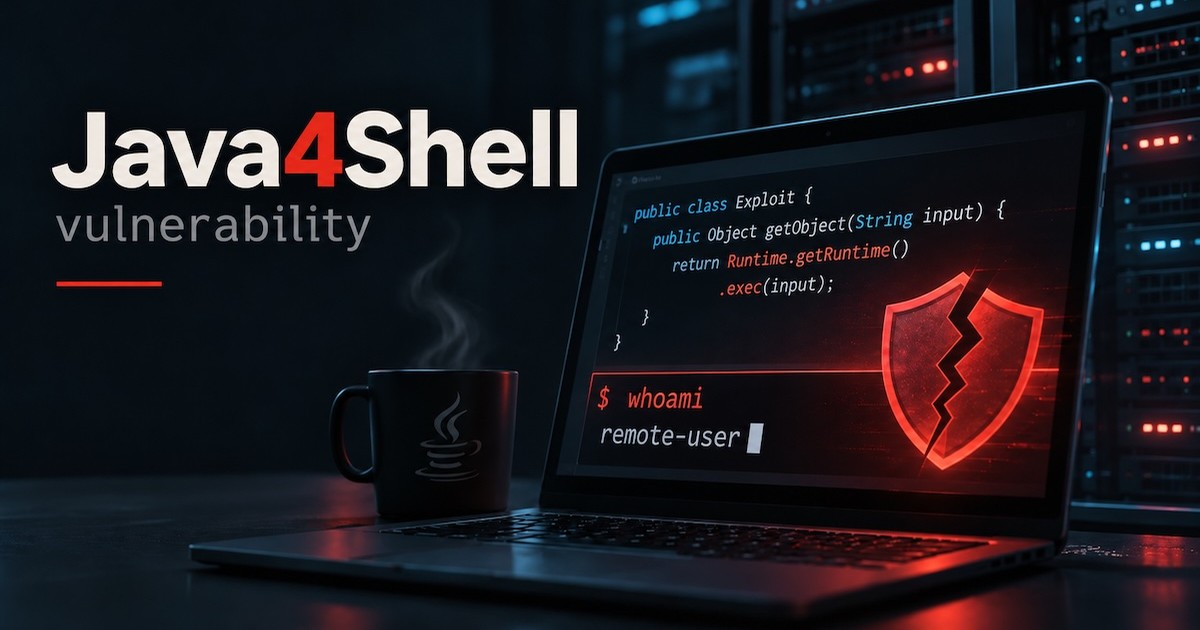 Java4Shell
vulnerability
public class Exploit {
public Object getObject(String input) {
return Runtime.getRuntime()
.exec(input);
}
}
$ whoami
remote-user